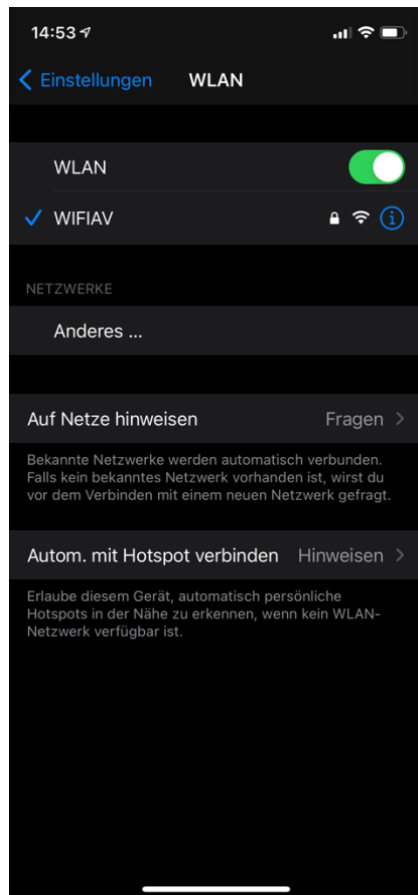 14:53
Einstellungen WLAN
WLAN
WIFIAV
NETZWERKE
Anderes ...
Auf Netze hinweisen Fragen
Bekannte Netzwerke werden automatisch verbunden.
Falls kein bekanntes Netzwerk vorhanden ist, wirst du
vor dem Verbinden mit einem neuen Netzwerk gefragt.
Autom. mit Hotspot verbinden Hinweisen
Erlaube diesem Gerät, automatisch persönliche
Hotspots in der Nähe zu erkennen, wenn kein WLAN-
Netzwerk verfügbar ist.